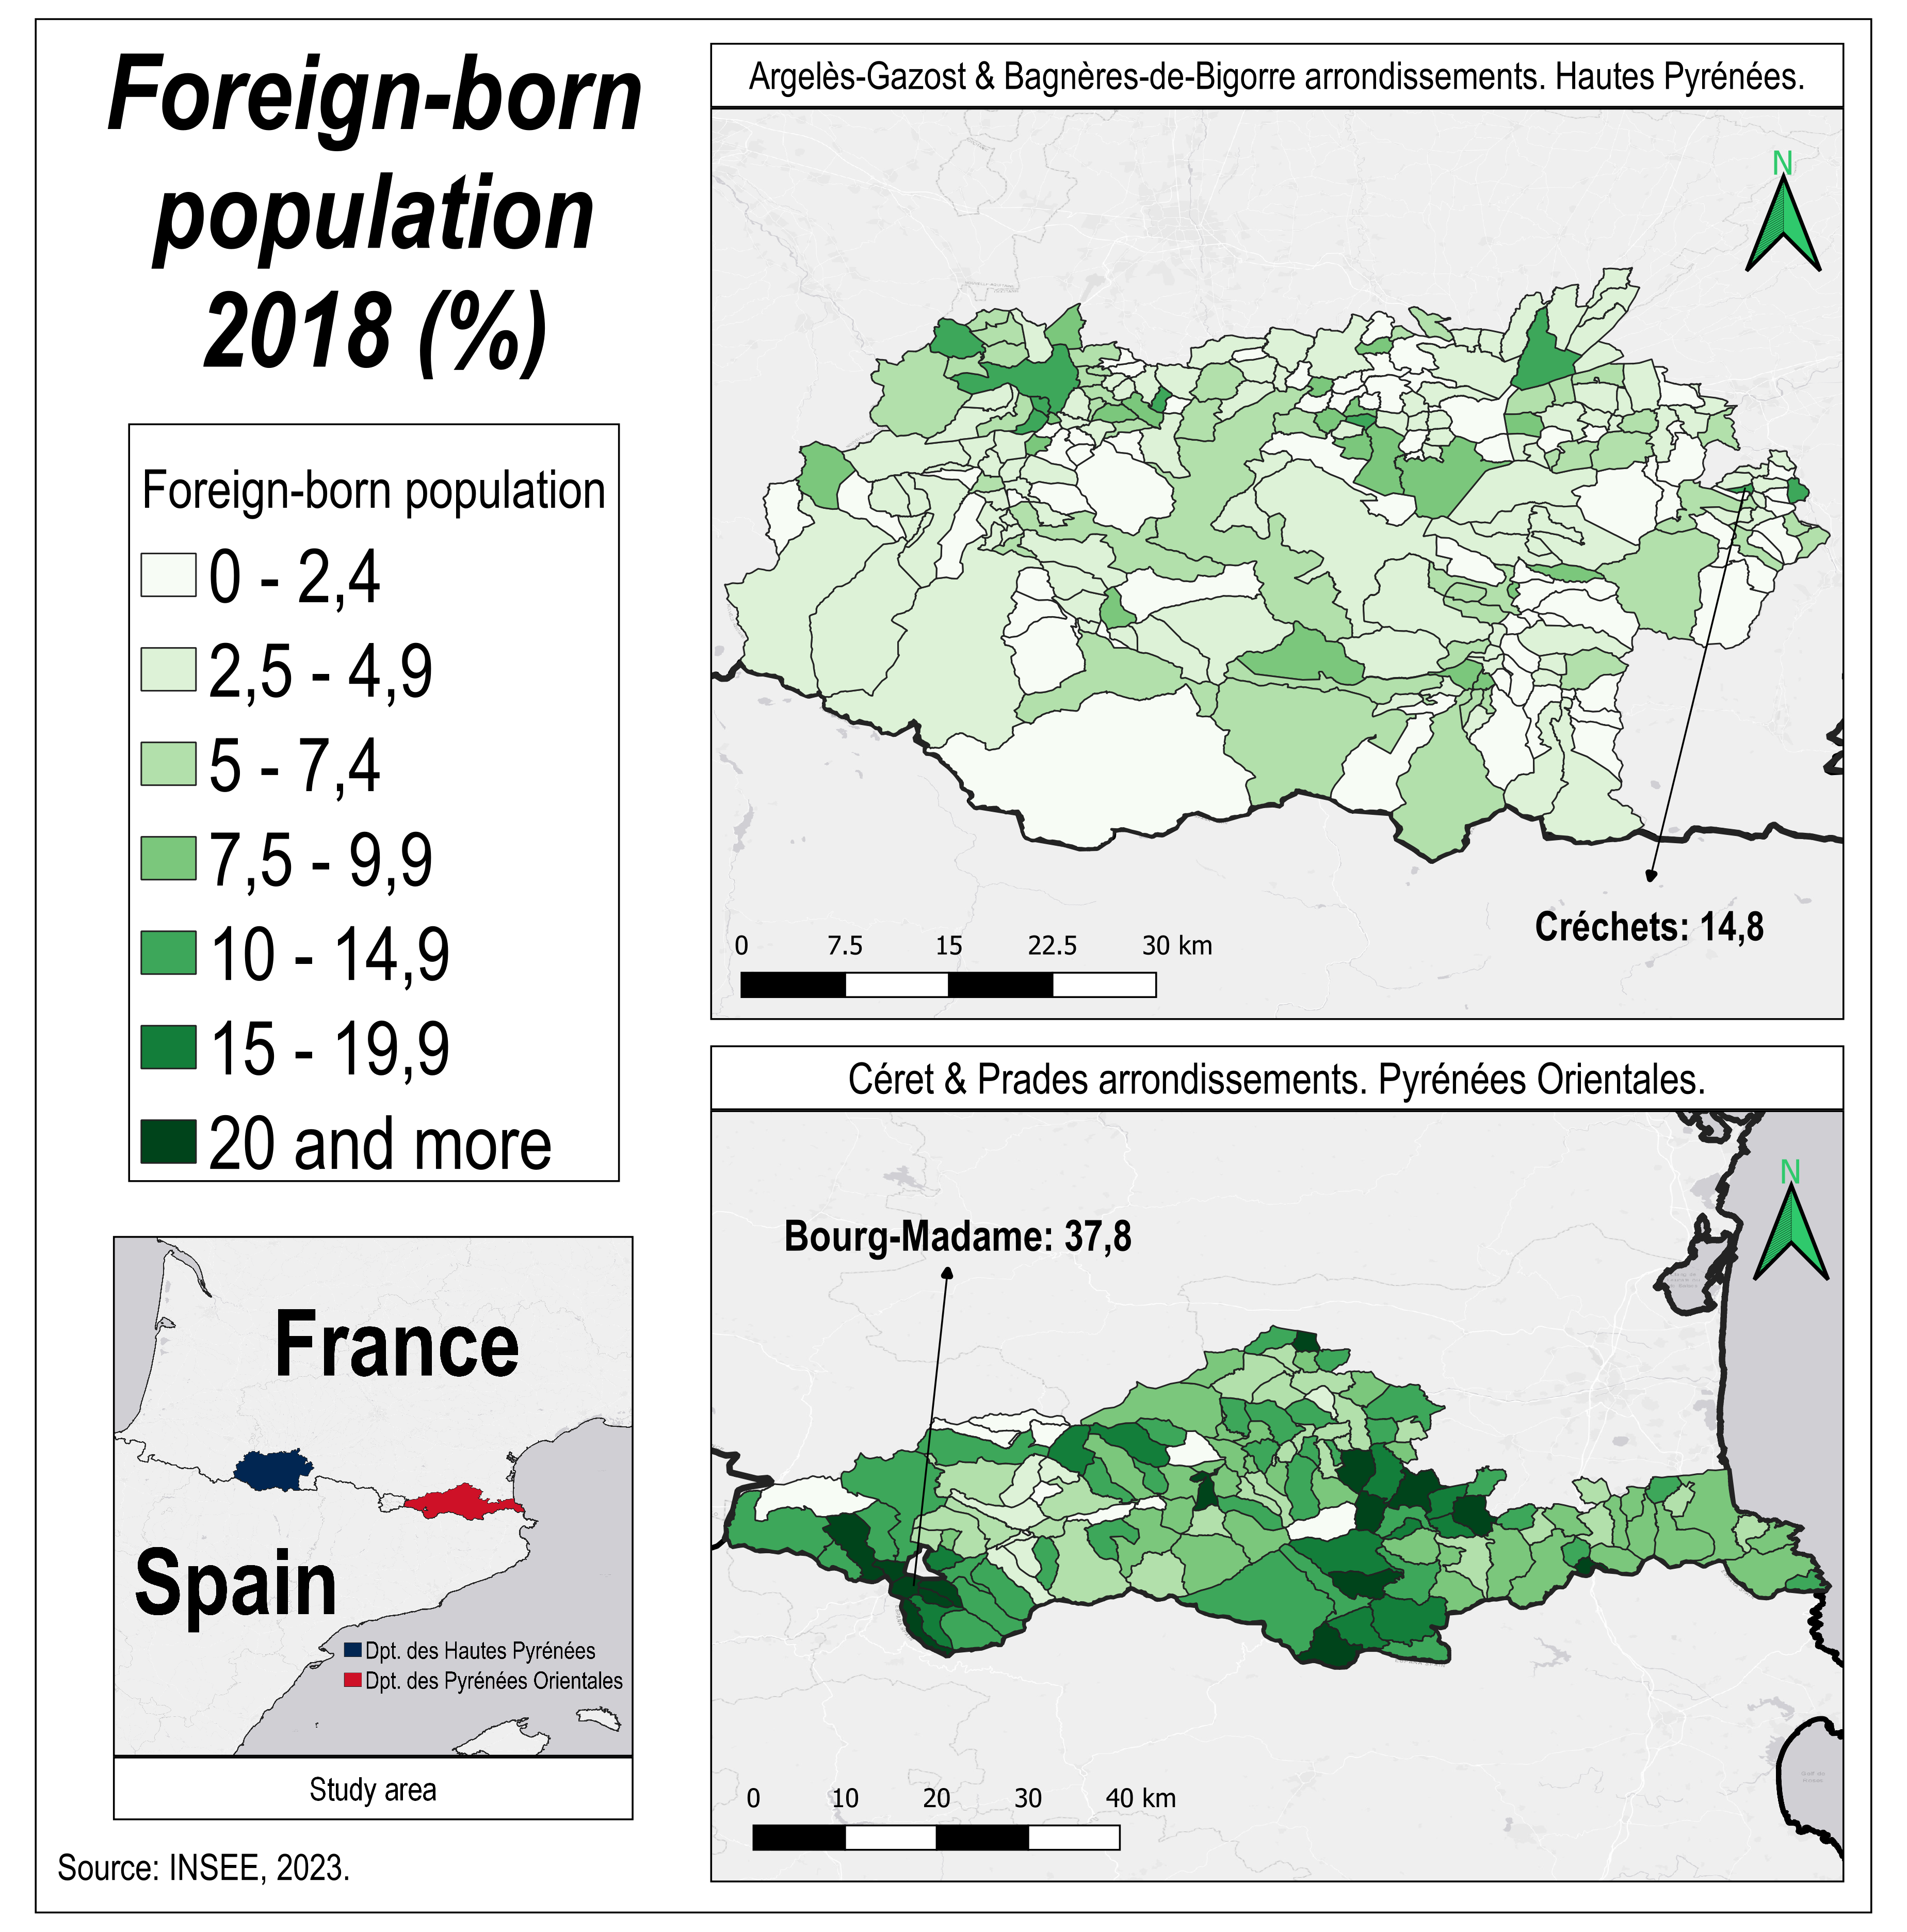 Foreign-born
population
2018 (%)
Foreign-born population
0 - 2,4
2,5 - 4,9
5 - 7,4
7,5 - 9,9
10 - 14,9
15 - 19,9
20 and more
France
Spain
Dpt. des Hautes Pyrénées
Dpt. des Pyrénées Orientales
Study area
Source: INSEE, 2023.
Argelès-Gazost & Bagnères-de-Bigorre arrondissements. Hautes Pyrénées.
N
Créchets: 14,8
0 7.5 15 22.5 30 km
Céret & Prades arrondissements. Pyrénées Orientales.
N
Bourg-Madame: 37,8
0 10 20 30 40 km